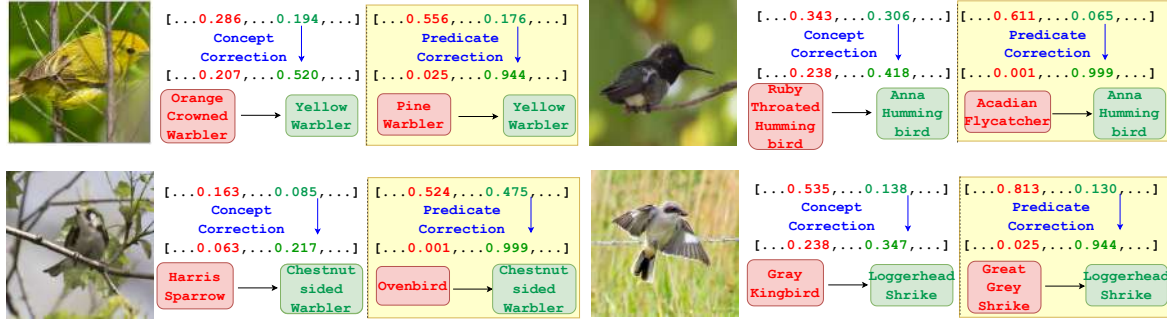 [...0.286,...0.194,...]
Concept
Correction
[...0.207,...0.520,...]
Orange
Crowned
Warbler
Yellow
Warbler
[...0.556,...0.176,...]
Predicate
Correction
[...0.025,...0.944,...]
Pine
Warbler
Yellow
Warbler
[...0.343,...0.306,...]
Concept
Correction
[...0.238,...0.418,...]
Ruby
Throated
Humming
bird
Anna
Humming
bird
[...0.611,...0.065,...]
Predicate
Correction
[...0.001,...0.999,...]
Acadian
Flycatcher
Anna
Humming
bird
[...0.163,...0.085,...]
Concept
Correction
[...0.063,...0.217,...]
Harris
Sparrow
Chestnut
sided
Warbler
[...0.524,...0.475,...]
Predicate
Correction
[...0.001,...0.999,...]
Ovenbird
Chestnut
sided
Warbler
[...0.535,...0.138,...]
Concept
Correction
[...0.238,...0.347,...]
Gray
Kingbird
Loggerhead
Shrike
[...0.813,...0.130,...]
Predicate
Correction
[...0.025,...0.944,...]
Great
Grey
Shrike
Loggerhead
Shrike